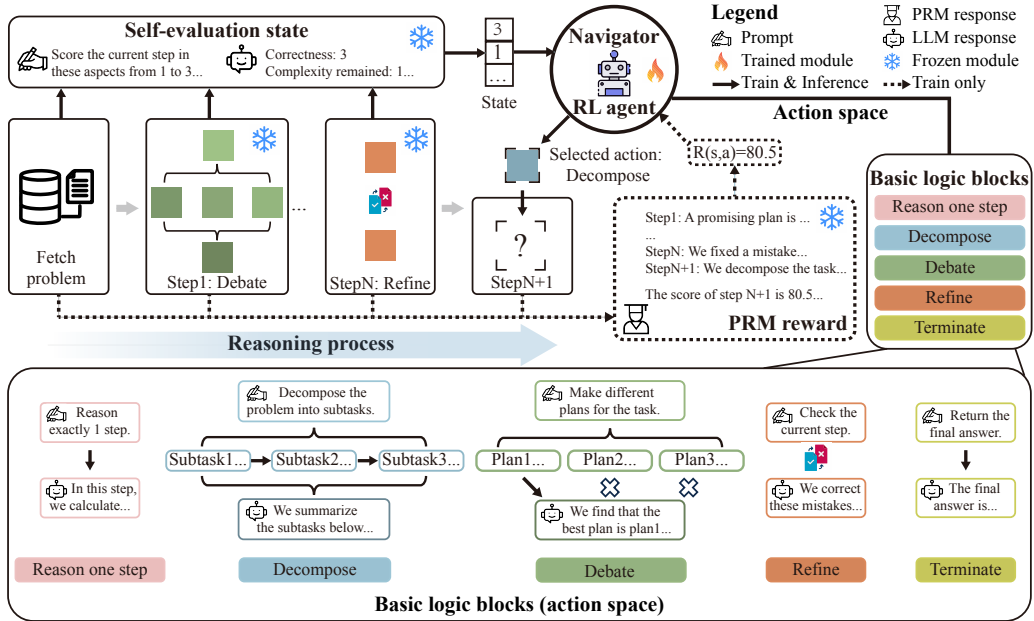 Self-evaluation state
Score the current step in
these aspects from 1 to 3...
Correctness: 3
Complexity remained: 1...
3
1
...
State
Navigator
RL agent
Legend
Prompt
Trained module
Train & Inference
PRM response
LLM response
Frozen module
Train only
Action space
R(s,a)=80.5
Selected action:
Decompose
Fetch
problem
Step1: Debate
...
StepN: Refine
?
StepN+1
Step1: A promising plan is ...
...
StepN: We fixed a mistake...
StepN+1: We decompose the task...
The score of step N+1 is 80.5...
PRM reward
Basic logic blocks
Reason one step
Decompose
Debate
Refine
Terminate
Reasoning process
Reason
exactly 1 step.
In this step,
we calculate...
Reason one step
Decompose the
problem into subtasks.
Subtask1...
Subtask2...
Subtask3...
We summarize
the subtasks below...
Decompose
Make different
plans for the task.
Plan1...
Plan2...
Plan3...
We find that the
best plan is plan1...
Debate
Check the
current step.
We correct
these mistakes...
Refine
Return the
final answer.
The final
answer is...
Terminate
Basic logic blocks (action space)